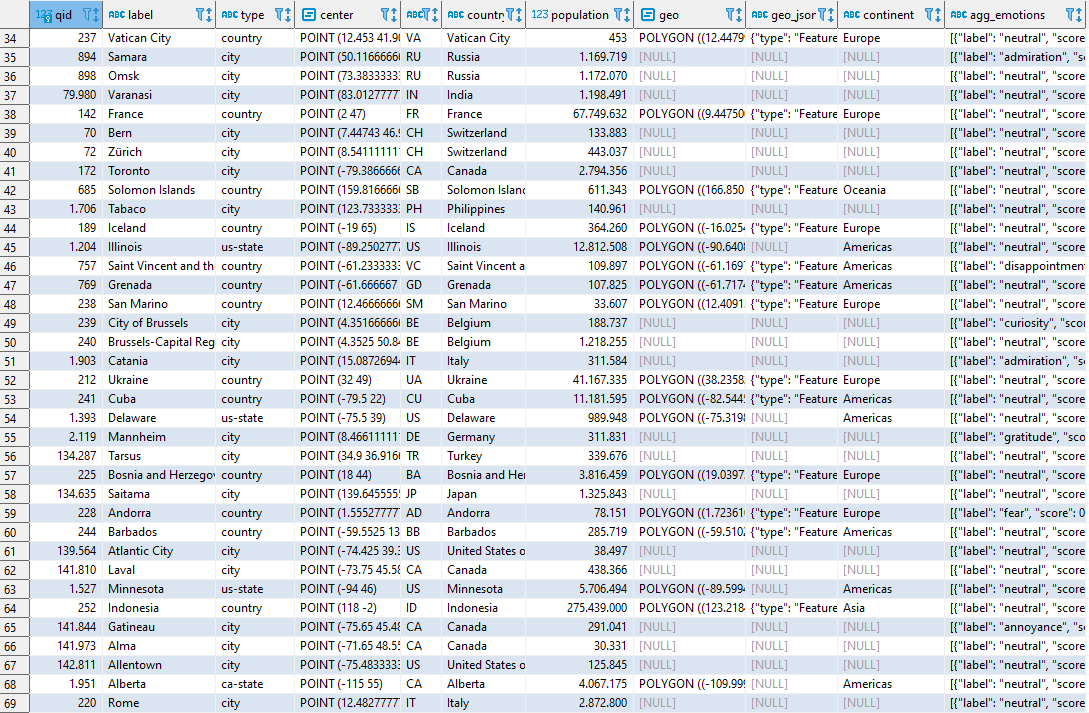 123 qid ABC label ABC type center ABC ABC countr 123 population geo ABC geo_jsor ABC continent ABC agg_emotions
34 237 Vatican City country POINT (12.453 41.90 VA Vatican City 453 POLYGON ((12.4479 {"type": "Feature Europe [{"label": "neutral", "score
35 894 Samara city POINT (50.11666666 RU Russia 1.169.719 [NULL] [NULL] [NULL] [{"label": "admiration", "sc
36 898 Omsk city POINT (73.3833333 RU Russia 1.172.070 [NULL] [NULL] [NULL] [{"label": "neutral", "score
37 79.980 Varanasi city POINT (83.01277777 IN India 1.198.491 [NULL] [NULL] [NULL] [{"label": "neutral", "score
38 142 France country POINT (2 47) FR France 67.749.632 POLYGON ((9.44750 {"type": "Feature Europe [{"label": "neutral", "score
39 70 Bern city POINT (7.44743 46.9 CH Switzerland 133.883 [NULL] [NULL] [NULL] [{"label": "neutral", "score
40 72 Zürich city POINT (8.541111111 CH Switzerland 443.037 [NULL] [NULL] [NULL] [{"label": "neutral", "score
41 172 Toronto city POINT (-79.3866666 CA Canada 2.794.356 [NULL] [NULL] [NULL] [{"label": "neutral", "score
42 685 Solomon Islands country POINT (159.8166666 SB Solomon Islanc 611.343 POLYGON ((166.850 {"type": "Feature Oceania [{"label": "neutral", "score
43 1.706 Tabaco city POINT (123.7333333 PH Philippines 140.961 [NULL] [NULL] [NULL] [{"label": "neutral", "score
44 189 Iceland country POINT (-19 65) IS Iceland 364.260 POLYGON ((-16.0254 {"type": "Feature Europe [{"label": "neutral", "score
45 1.204 Illinois us-state POINT (-89.2502777 US Illinois 12.812.508 POLYGON ((-90.6408 [NULL] Americas [{"label": "neutral", "score
46 757 Saint Vincent and th country POINT (-61.2333333 VC Saint Vincent a 109.897 POLYGON ((-61.1697 {"type": "Feature Americas [{"label": "disappointmen
47 769 Grenada country POINT (-61.666667 GD Grenada 107.825 POLYGON ((-61.7174 {"type": "Feature Americas [{"label": "neutral", "score
48 238 San Marino country POINT (12.46666666 SM San Marino 33.607 POLYGON ((12.4091 {"type": "Feature Europe [{"label": "neutral", "score
49 239 City of Brussels city POINT (4.351666666 BE Belgium 188.737 [NULL] [NULL] [NULL] [{"label": "curiosity", "scor
50 240 Brussels-Capital Reg city POINT (4.3525 50.84 BE Belgium 1.218.255 [NULL] [NULL] [NULL] [{"label": "neutral", "score
51 1.903 Catania city POINT (15.08726944 IT Italy 311.584 [NULL] [NULL] [NULL] [{"label": "admiration", "sc
52 212 Ukraine country POINT (32 49) UA Ukraine 41.167.335 POLYGON ((38.2358 {"type": "Feature Europe [{"label": "neutral", "score
53 241 Cuba country POINT (-79.5 22) CU Cuba 11.181.595 POLYGON ((-82.5445 {"type": "Feature Americas [{"label": "neutral", "score
54 1.393 Delaware us-state POINT (-75.5 39) US Delaware 989.948 POLYGON ((-75.3198 [NULL] Americas [{"label": "neutral", "score
55 2.119 Mannheim city POINT (8.466111111 DE Germany 311.831 [NULL] [NULL] [NULL] [{"label": "gratitude", "scor
56 134.287 Tarsus city POINT (34.9 36.9166 TR Turkey 339.676 [NULL] [NULL] [NULL] [{"label": "neutral", "score
57 225 Bosnia and Herzegov country POINT (18 44) BA Bosnia and He 3.816.459 POLYGON ((19.0397 {"type": "Feature Europe [{"label": "neutral", "score
58 134.635 Saitama city POINT (139.645555 JP Japan 1.325.843 [NULL] [NULL] [NULL] [{"label": "neutral", "score
59 228 Andorra country POINT (1.552777777 AD Andorra 78.151 POLYGON ((1.72361 {"type": "Feature Europe [{"label": "fear", "score": 0
60 244 Barbados country POINT (-59.5525 13 BB Barbados 285.719 POLYGON ((-59.5102 {"type": "Feature Americas [{"label": "neutral", "score
61 139.564 Atlantic City city POINT (-74.425 39.3 US United States o 38.497 [NULL] [NULL] [NULL] [{"label": "neutral", "score
62 141.810 Laval city POINT (-73.75 45.58 CA Canada 438.366 [NULL] [NULL] [NULL] [{"label": "neutral", "score
63 1.527 Minnesota us-state POINT (-94 46) US Minnesota 5.706.494 POLYGON ((-89.5994 [NULL] Americas [{"label": "neutral", "score
64 252 Indonesia country POINT (118 -2) ID Indonesia 275.439.000 POLYGON ((123.2184 {"type": "Feature Asia [{"label": "neutral", "score
65 141.844 Gatineau city POINT (-75.65 45.48 CA Canada 291.041 [NULL] [NULL] [NULL] [{"label": "annoyance", "sc
66 141.973 Alma city POINT (-71.65 48.55 CA Canada 30.331 [NULL] [NULL] [NULL] [{"label": "neutral", "score
67 142.811 Allentown city POINT (-75.4833333 US United States o 125.845 [NULL] [NULL] [NULL] [{"label": "neutral", "score
68 1.951 Alberta ca-state POINT (-115 55) CA Alberta 4.067.175 POLYGON ((-109.999 [NULL] Americas [{"label": "neutral", "score
69 220 Rome city POINT (12.48277777 IT Italy 2.872.800 [NULL] [NULL] [NULL] [{"label": "neutral", "score